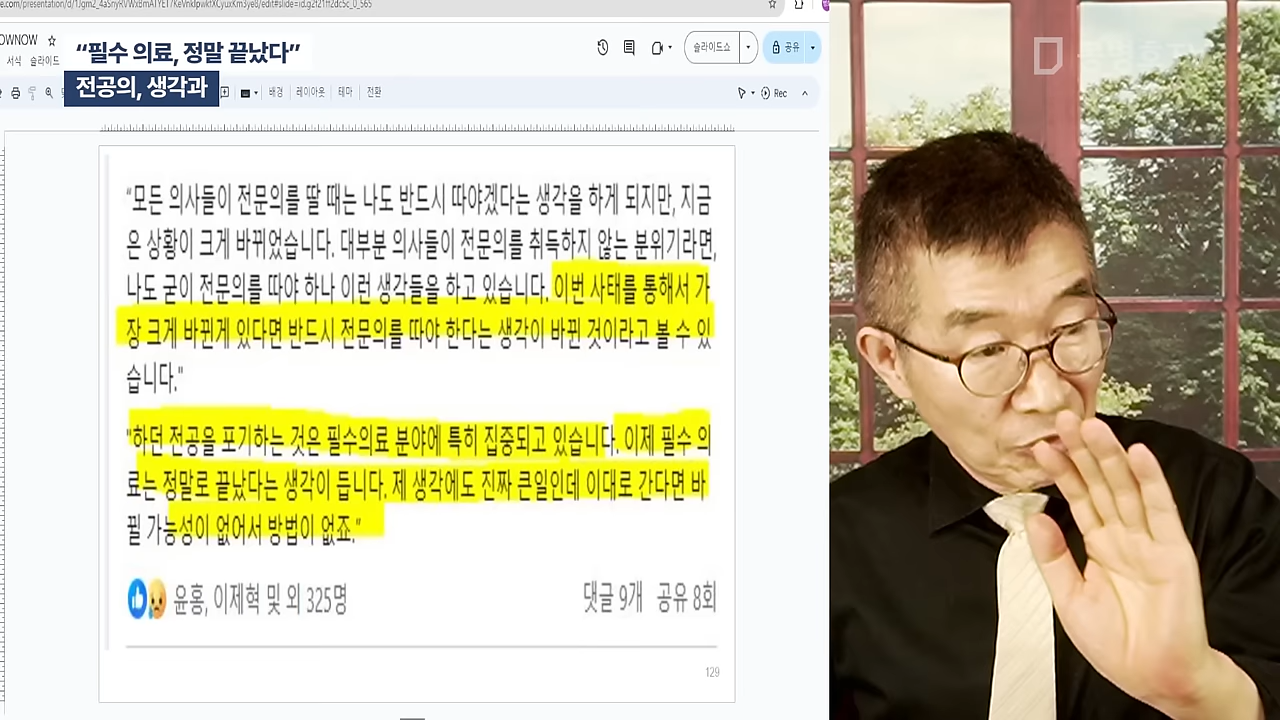 e.com/presentation/d/1Jgm2_4aSnyRVWxBmATYET7KeVnkIpwkfXCyuxKm3ye8/edit#slide=id.g2f21ff2dc5c_0_565
OWNOW
“필수 의료, 정말 끝났다”
서식 슬라이드
슬라이드쇼
공유
전공의, 생각과
배경
레이아웃
테마
전환
Rec
“모든 의사들이 전문의를 딸 때는 나도 반드시 따야겠다는 생각을 하게 되지만, 지금
은 상황이 크게 바뀌었습니다. 대부분 의사들이 전문의를 취득하지 않는 분위기라면,
나도 굳이 전문의를 따야 하나 이런 생각들을 하고 있습니다. 이번 사태를 통해서 가
장 크게 바뀐게 있다면 반드시 전문의를 따야 한다는 생각이 바뀐 것이라고 볼 수 있
습니다."
"하던 전공을 포기하는 것은 필수의료 분야에 특히 집중되고 있습니다. 이제 필수 의
료는 정말로 끝났다는 생각이 듭니다. 제 생각에도 진짜 큰일인데 이대로 간다면 바
뀔 가능성이 없어서 방법이 없죠."
윤홍, 이제혁 및 외 325명
댓글 9개 공유 8회
129